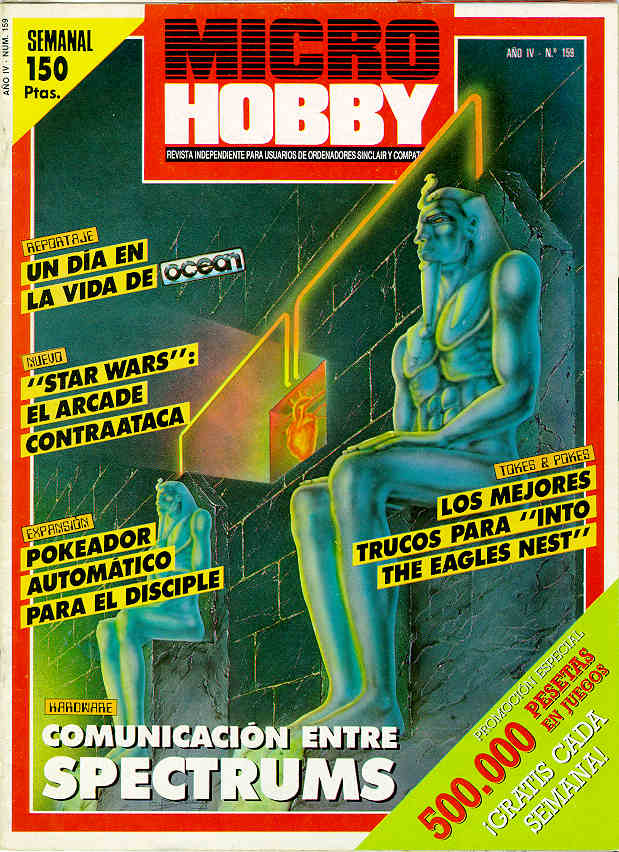 AÑO IV - NUM. 159
SEMANAL
150
Ptas.
MICRO
HOBBY
AÑO IV - N.º 159
REVISTA INDEPENDIENTE PARA USUARIOS DE ORDENADORES SINCLAIR Y COMPAT
REPORTAJE
UN DÍA EN
LA VIDA DE ocean
NUEVO
"STAR WARS":
EL ARCADE
CONTRAATACA
TOKES & POKES
LOS MEJORES
TRUCOS PARA "INTO
THE EAGLES NEST"
EXPANSIÓN
POKEADOR
AUTOMÁTICO
PARA EL DISCIPLE
HARDWARE
COMUNICACIÓN ENTRE
SPECTRUMS
PROMOCIÓN ESPECIAL
500.000 PESETAS
EN JUEGOS
¡GRATIS CADA
SEMANA!